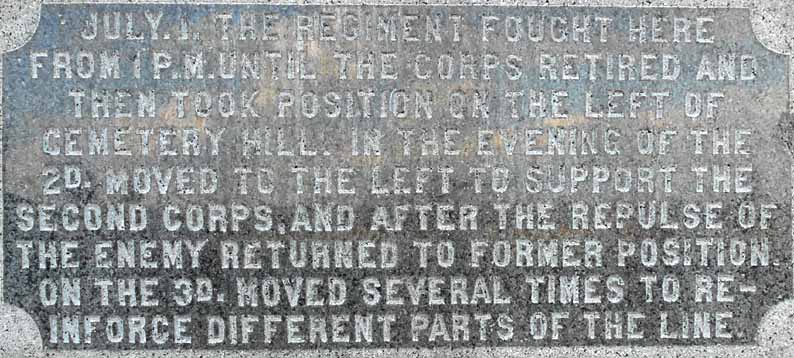 JULY. 1. THE REGIMENT FOUGHT HERE
FROM 1 P.M. UNTIL THE CORPS RETIRED AND
THEN TOOK POSITION ON THE LEFT OF
CEMETERY HILL. IN THE EVENING OF THE
2D. MOVED TO THE LEFT TO SUPPORT THE
SECOND CORPS, AND AFTER THE REPULSE OF
THE ENEMY RETURNED TO FORMER POSITION.
ON THE 3D. MOVED SEVERAL TIMES TO RE-
INFORCE DIFFERENT PARTS OF THE LINE.